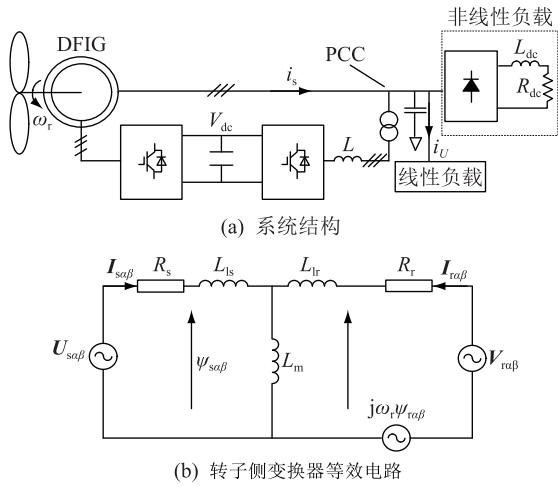 非线性负载
DFIG
PCC
L_dc
R_dc
i_s
ω_r
V_dc
L
i_U
线性负载
(a) 系统结构
I_sαβ
R_s
L_ls
L_lr
R_r
I_rαβ
U_sαβ
ψ_sαβ
L_m
V_rαβ
jω_rψ_rαβ
(b) 转子侧变换器等效电路